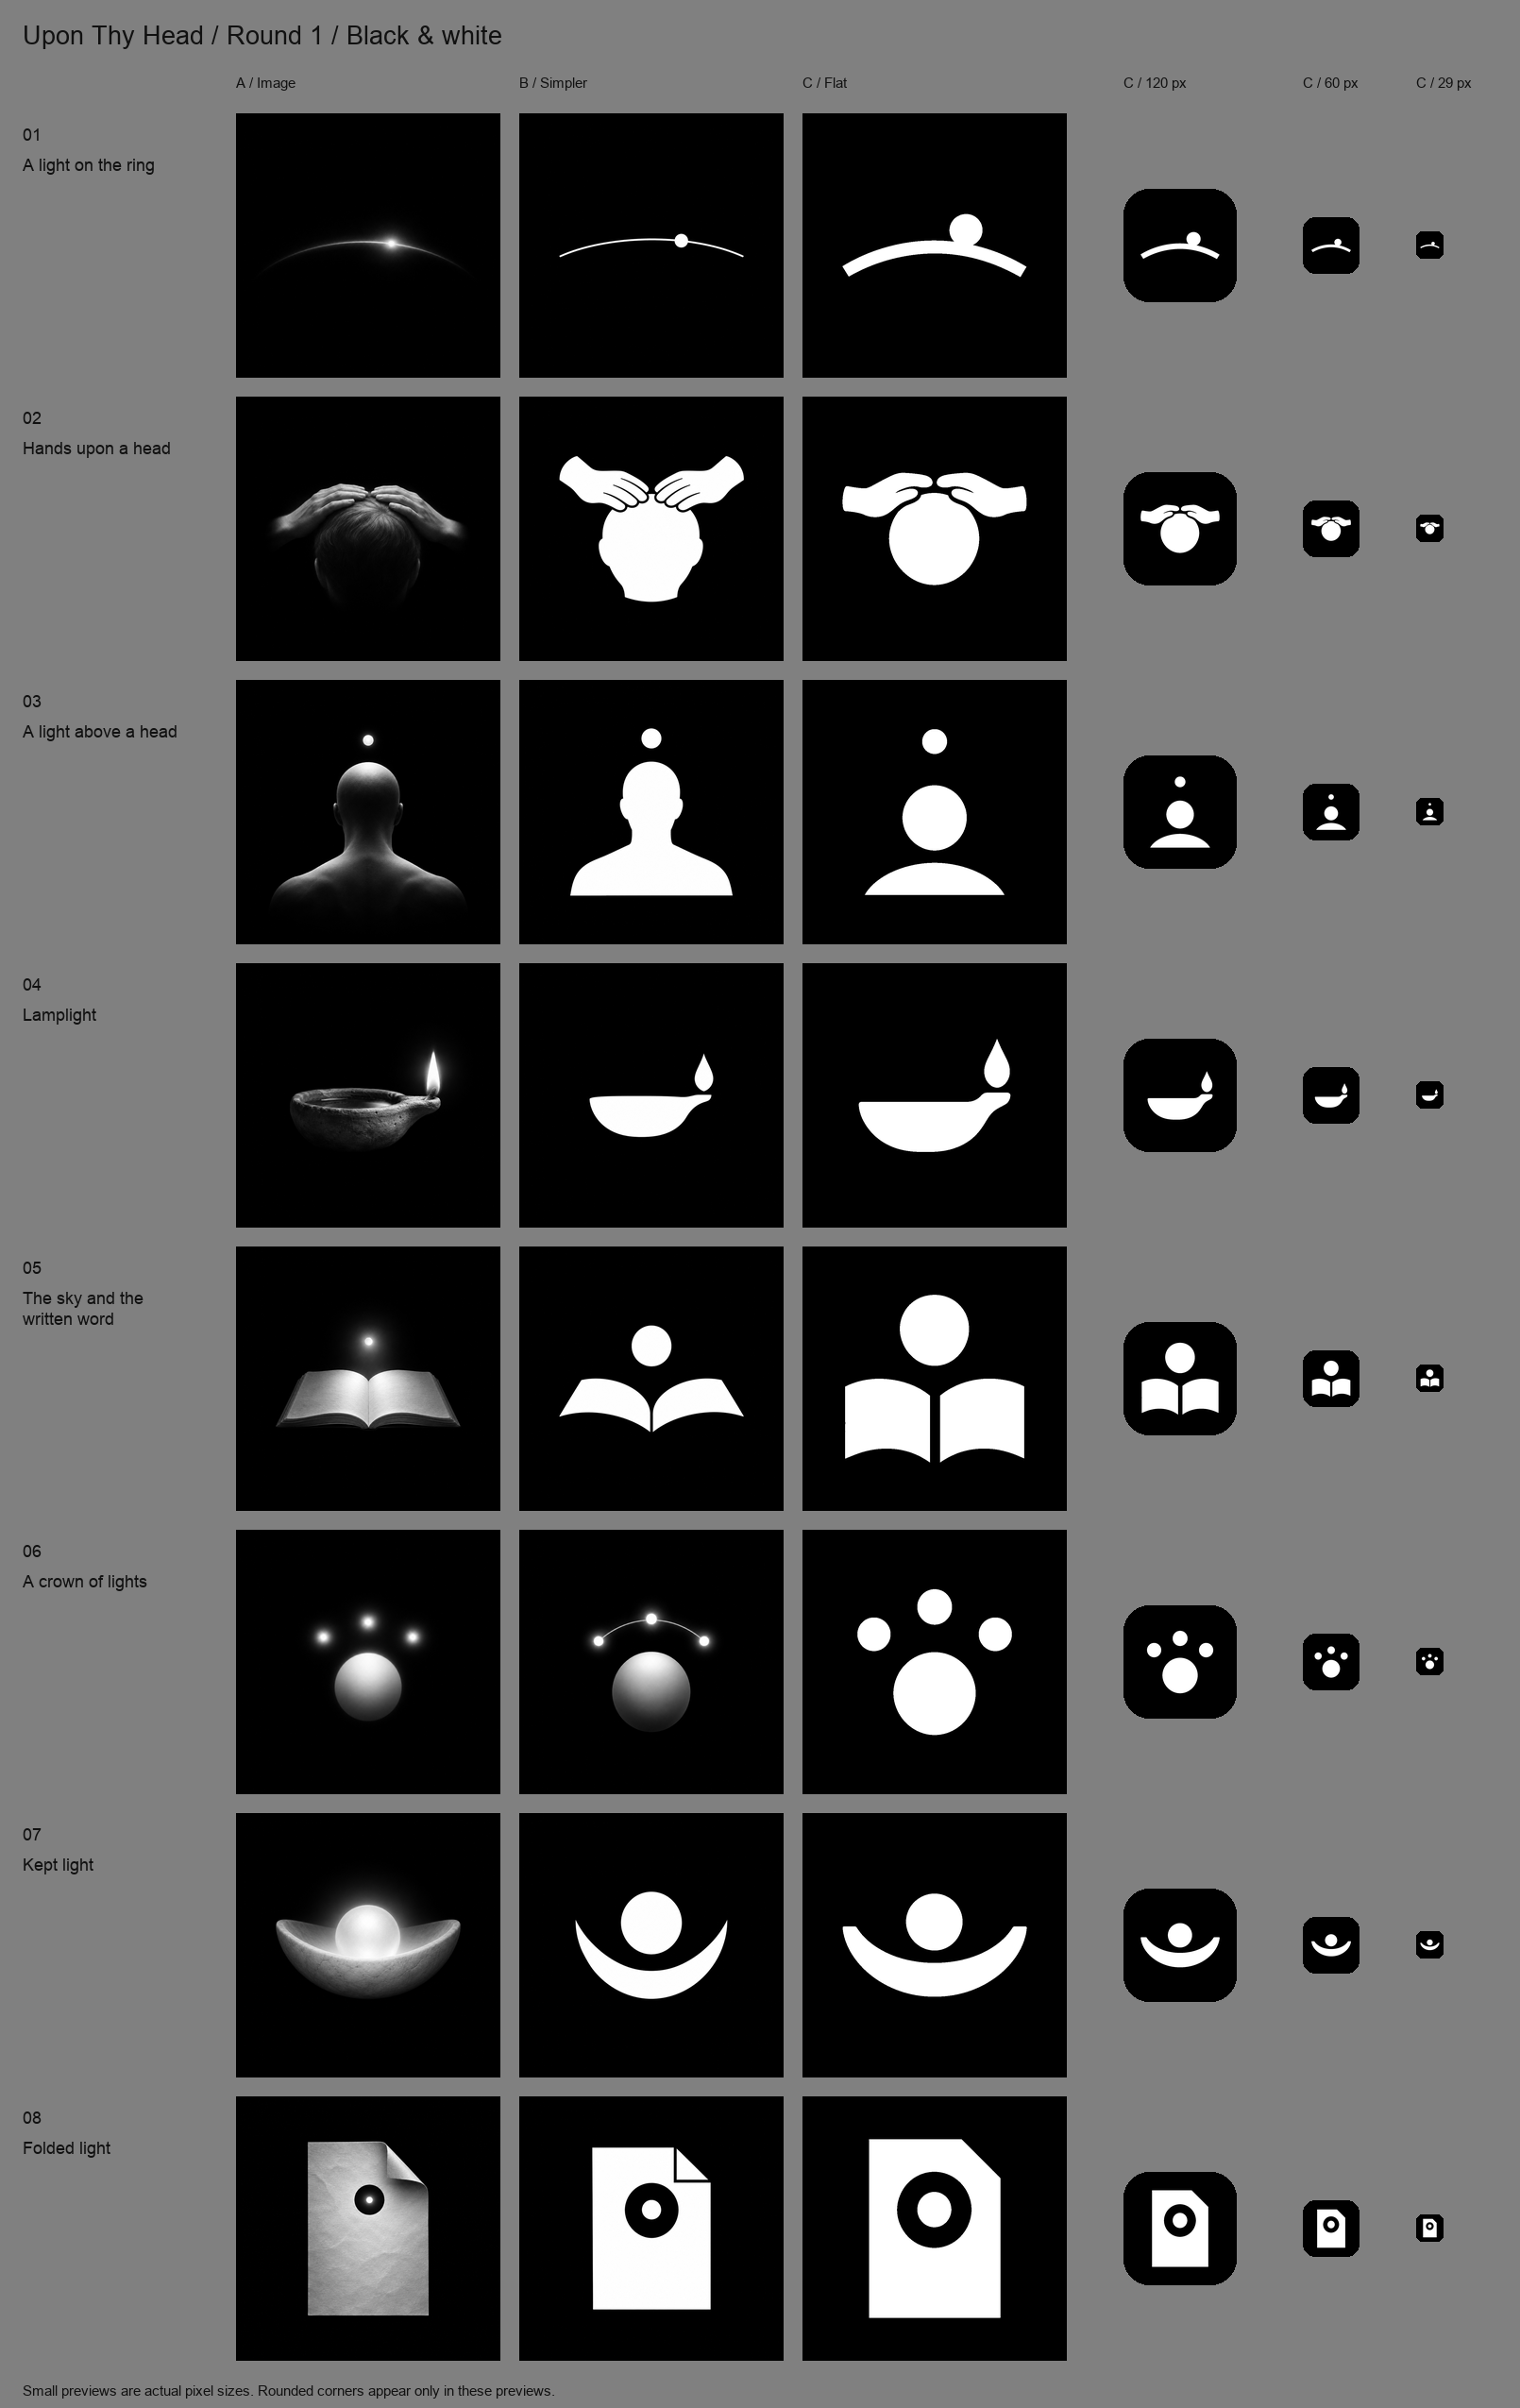 Upon Thy Head / Round 1 / Black & white
A / Image
B / Simpler
C / Flat
C / 120 px
C / 60 px
C / 29 px
01
A light on the ring
02
Hands upon a head
03
A light above a head
04
Lamplight
05
The sky and the
written word
06
A crown of lights
07
Kept light
08
Folded light
Small previews are actual pixel sizes. Rounded corners appear only in these previews.